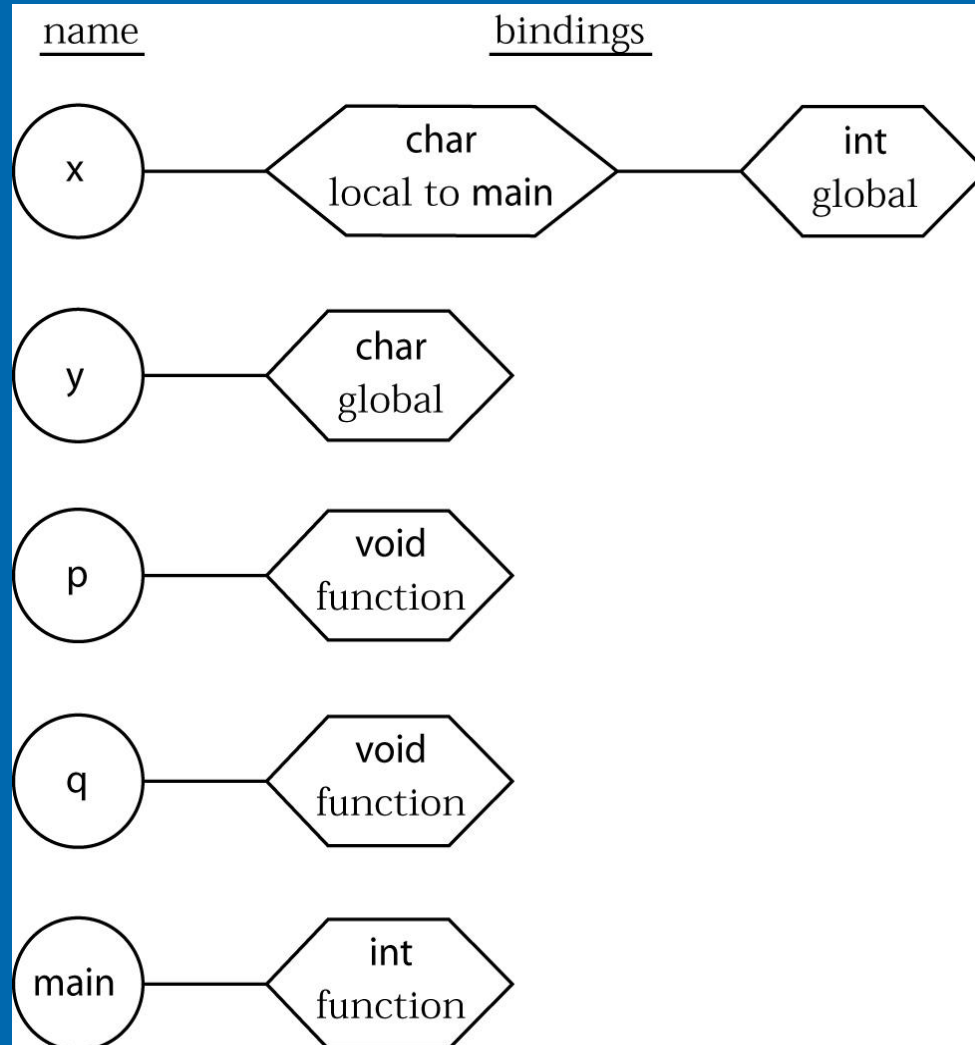 name bindings
x char int
local to main global
y char
global
p void
function
q void
function
main int
function